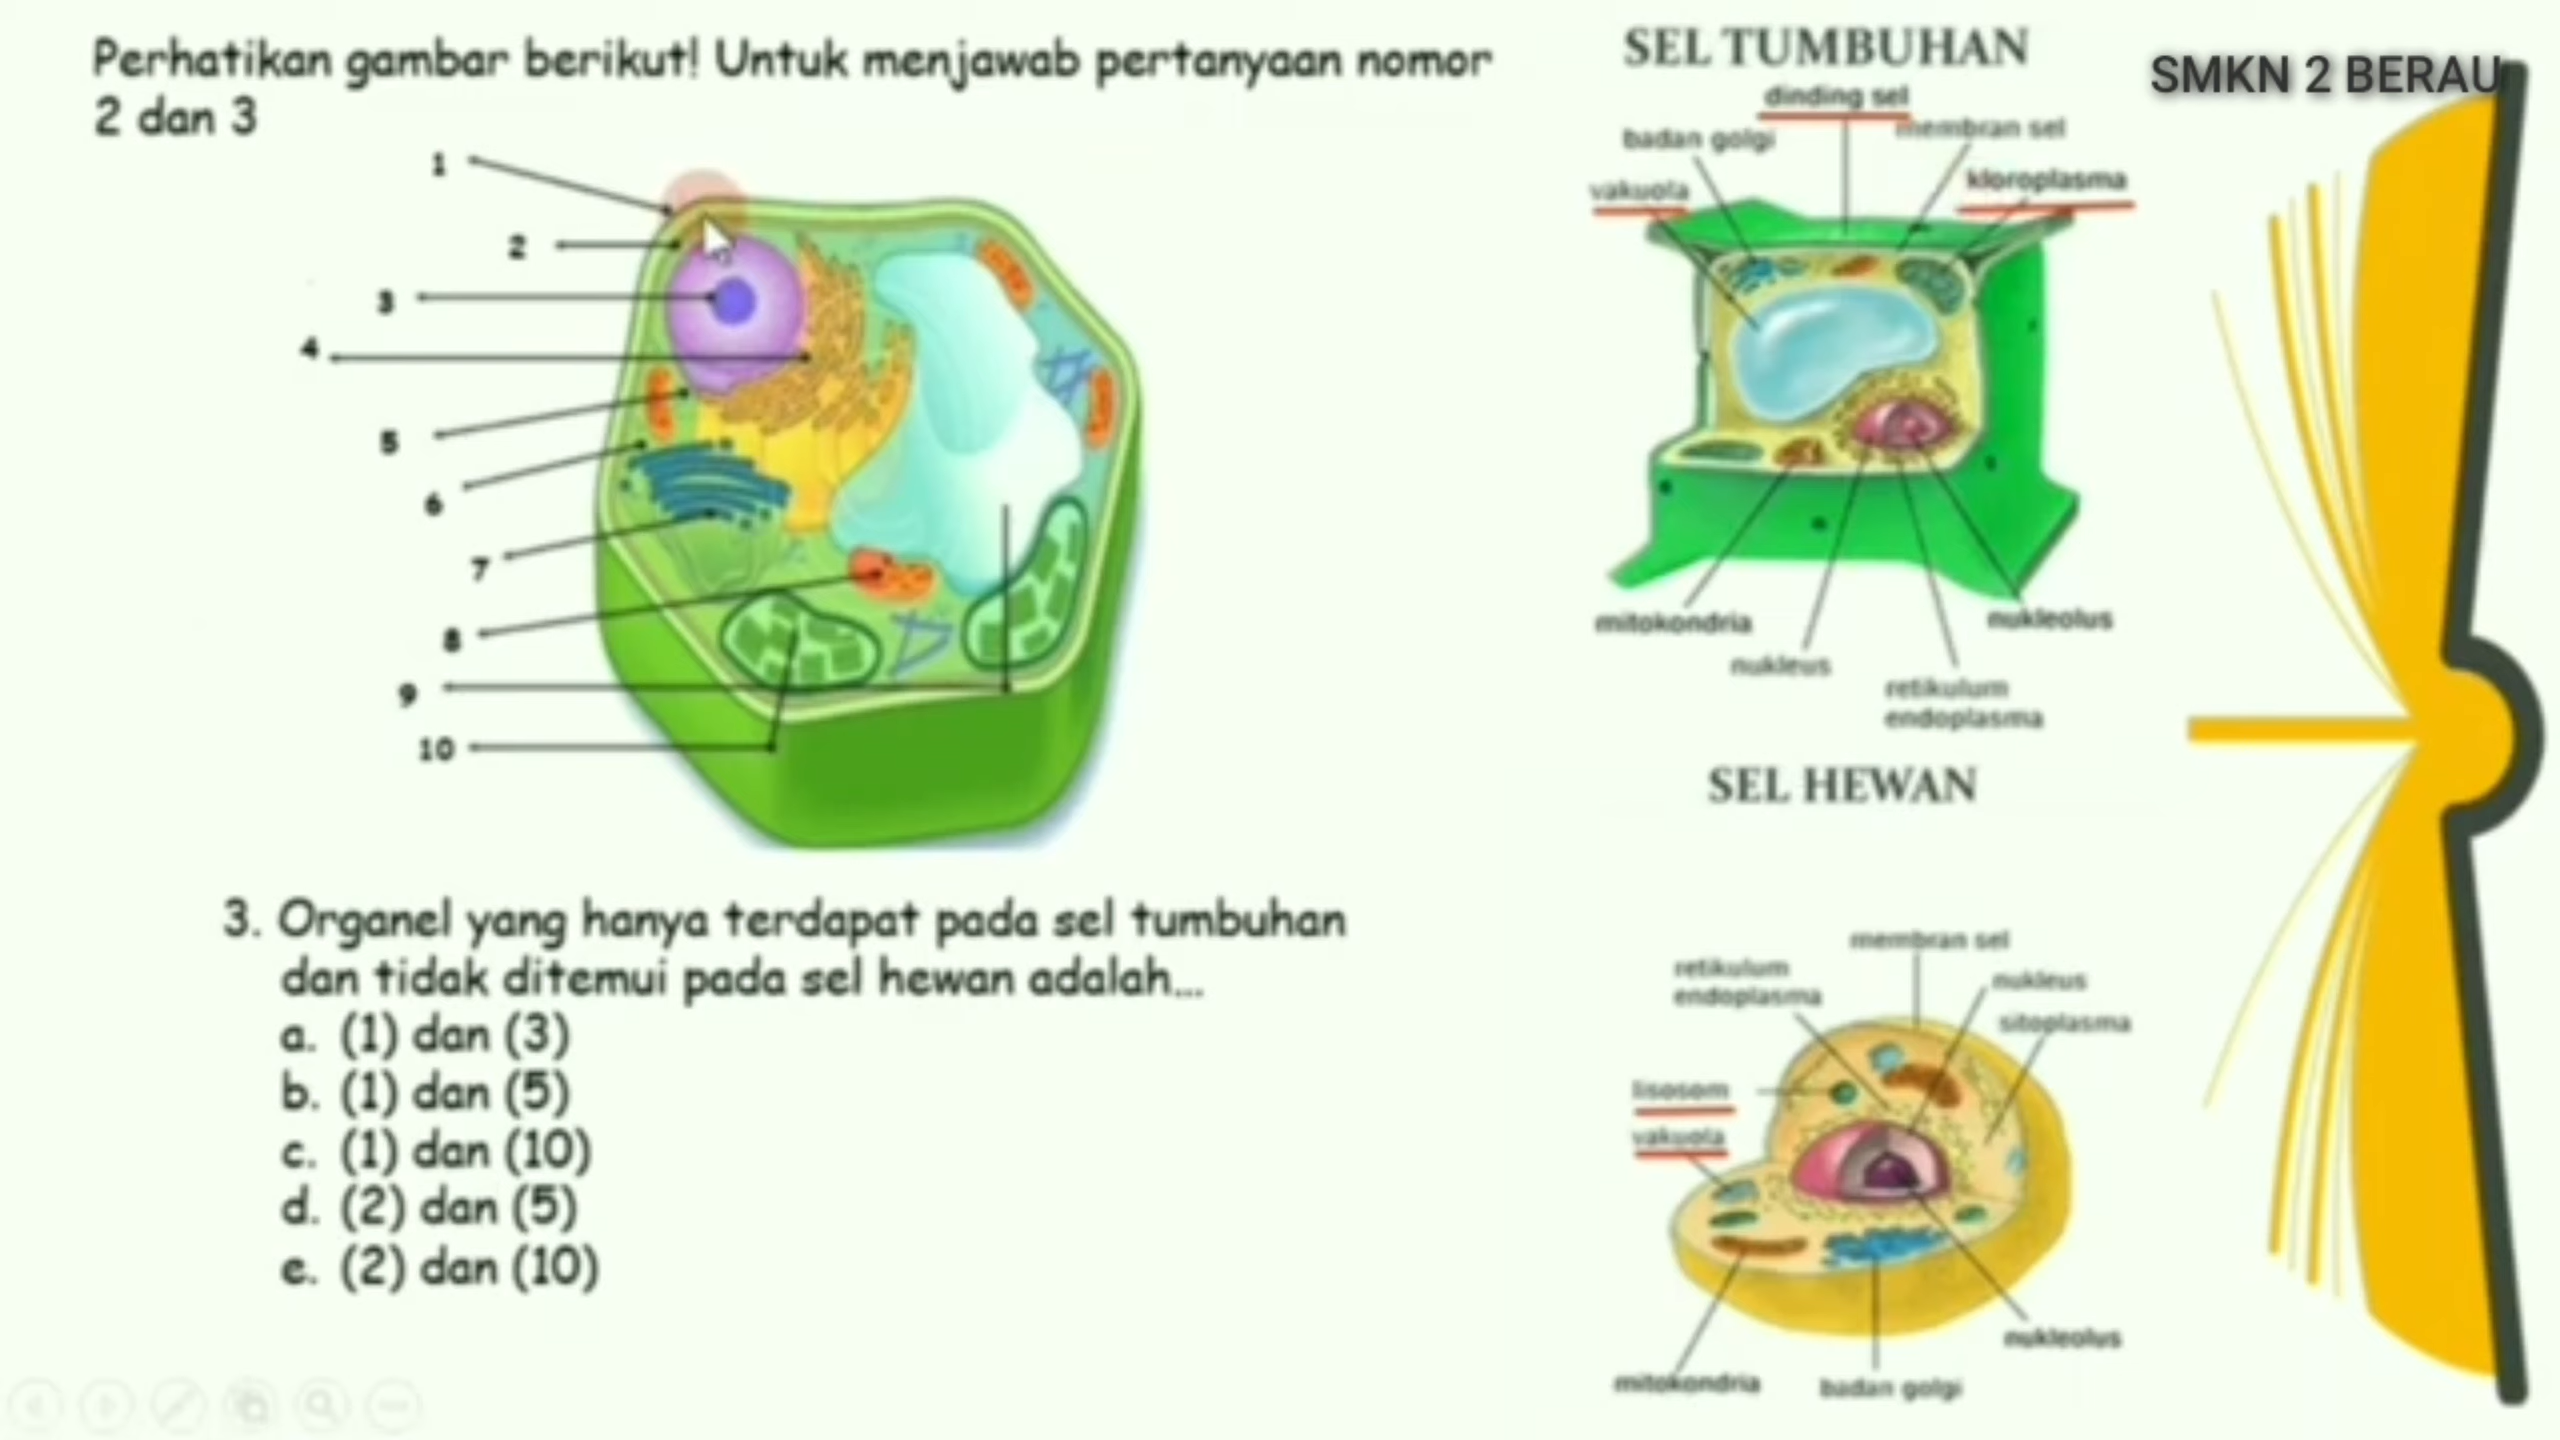 Perhatikan gambar berikut! Untuk menjawab pertanyaan nomor
2 dan 3
1
2
3
4
5
6
7
8
9
10
3. Organel yang hanya terdapat pada sel tumbuhan
dan tidak ditemui pada sel hewan adalah...
a. (1) dan (3)
b. (1) dan (5)
c. (1) dan (10)
d. (2) dan (5)
e. (2) dan (10)
SEL TUMBUHAN
dinding sel
badan golgi
membran sel
vakuola
kloroplasma
mitokondria
nukleus
retikulum
endoplasma
nukleolus
SEL HEWAN
membran sel
retikulum
endoplasma
nukleus
sitoplasma
lisosom
vakuola
nukleolus
mitokondria
badan golgi
SMKN 2 BERAU